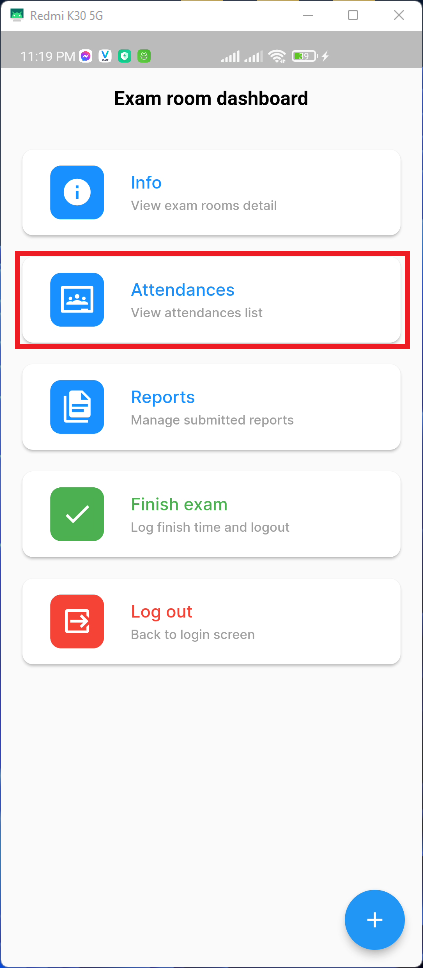 Redmi K30 5G
11:19 PM
Exam room dashboard
Info
View exam rooms detail
Attendances
View attendances list
Reports
Manage submitted reports
Finish exam
Log finish time and logout
Log out
Back to login screen